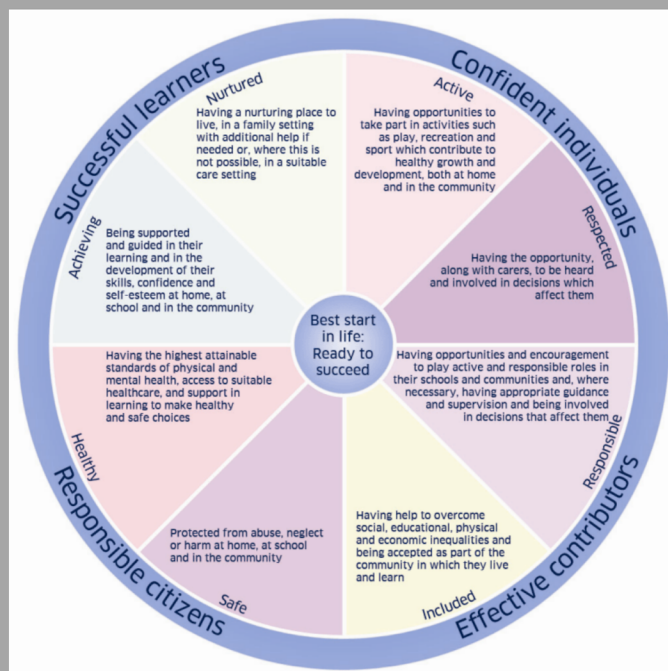 Successful learners
Confident individuals
Nurtured
Having a nurturing place to
live, in a family setting
with additional help if
needed or, where this is
not possible, in a suitable
care setting
Active
Having opportunities to
take part in activities such
as play, recreation and
sport which contribute to
healthy growth and
development, both at home
and in the community
Achieving
Being supported
and guided in their
learning and in the
development of their
skills, confidence and
self-esteem at home, at
school and in the community
Respected
Having the opportunity,
along with carers, to be heard
and involved in decisions which
affect them
Best start
in life:
Ready to
succeed
Healthy
Having the highest attainable
standards of physical and
mental health, access to suitable
healthcare, and support in
learning to make healthy
and safe choices
Having opportunities and encouragement
to play active and responsible roles in
their schools and communities and, where
necessary, having appropriate guidance
and supervision and being involved
in decisions that affect them
Responsible
Protected from abuse, neglect
or harm at home, at school
and in the community
Safe
Having help to overcome
social, educational, physical
and economic inequalities and
being accepted as part of the
community in which they live
and learn
Included
Responsible citizens
Effective contributors